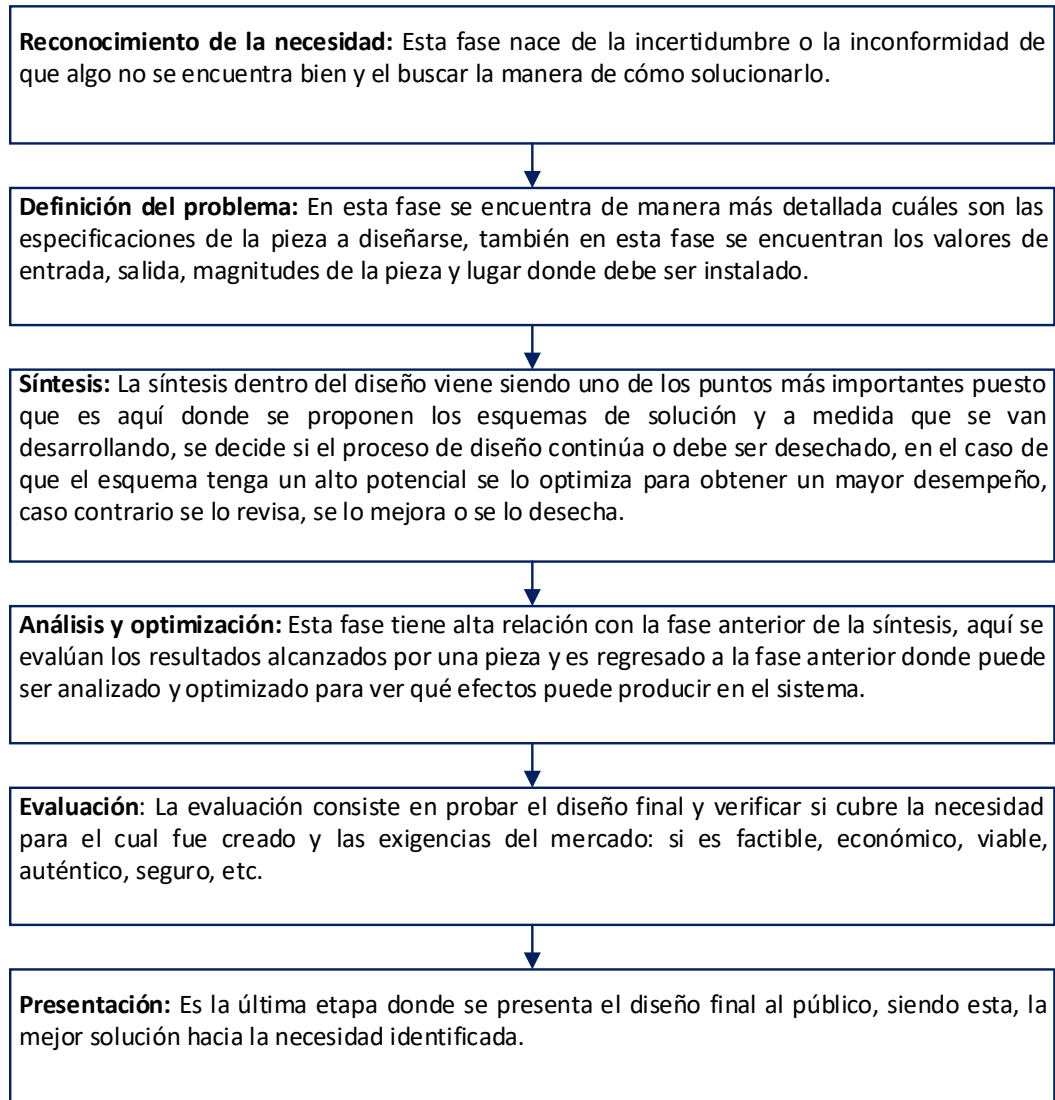 Reconocimiento de la necesidad: Esta fase nace de la incertidumbre o la inconformidad de
que algo no se encuentra bien y el buscar la manera de cómo solucionarlo.
Definición del problema: En esta fase se encuentra de manera más detallada cuáles son las
especificaciones de la pieza a diseñarse, también en esta fase se encuentran los valores de
entrada, salida, magnitudes de la pieza y lugar donde debe ser instalado.
Síntesis: La síntesis dentro del diseño viene siendo uno de los puntos más importantes puesto
que es aquí donde se proponen los esquemas de solución y a medida que se van
desarrollando, se decide si el proceso de diseño continúa o debe ser desechado, en el caso de
que el esquema tenga un alto potencial se lo optimiza para obtener un mayor desempeño,
caso contrario se lo revisa, se lo mejora o se lo desecha.
Análisis y optimización: Esta fase tiene alta relación con la fase anterior de la síntesis, aquí se
evalúan los resultados alcanzados por una pieza y es regresado a la fase anterior donde puede
ser analizado y optimizado para ver qué efectos puede producir en el sistema.
Evaluación: La evaluación consiste en probar el diseño final y verificar si cubre la necesidad
para el cual fue creado y las exigencias del mercado: si es factible, económico, viable,
auténtico, seguro, etc.
Presentación: Es la última etapa donde se presenta el diseño final al público, siendo esta, la
mejor solución hacia la necesidad identificada.